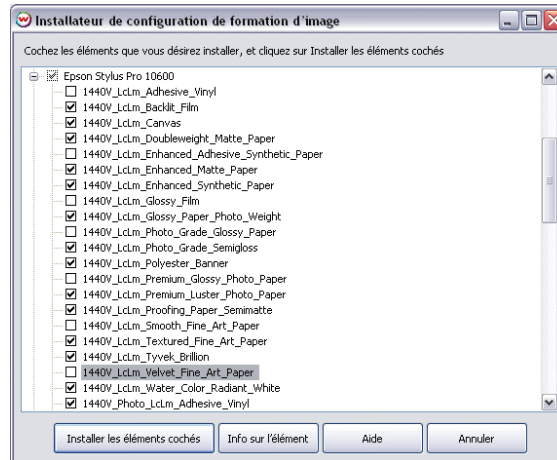 Installateur de configuration de formation d'image
Cochez les éléments que vous désirez installer, et cliquez sur Installer les éléments cochés
Epson Stylus Pro 10600
1440V_LcLm_Adhesive_Vinyl
1440V_LcLm_Backlit_Film
1440V_LcLm_Canvas
1440V_LcLm_Doubleweight_Matte_Paper
1440V_LcLm_Enhanced_Adhesive_Synthetic_Paper
1440V_LcLm_Enhanced_Matte_Paper
1440V_LcLm_Enhanced_Synthetic_Paper
1440V_LcLm_Glossy_Film
1440V_LcLm_Glossy_Paper_Photo_Weight
1440V_LcLm_Photo_Grade_Glossy_Paper
1440V_LcLm_Photo_Grade_Semigloss
1440V_LcLm_Polyester_Banner
1440V_LcLm_Premium_Glossy_Photo_Paper
1440V_LcLm_Premium_Luster_Photo_Paper
1440V_LcLm_Proofing_Paper_Semimatte
1440V_LcLm_Smooth_Fine_Art_Paper
1440V_LcLm_Textured_Fine_Art_Paper
1440V_LcLm_Tyvek_Brillion
1440V_LcLm_Velvet_Fine_Art_Paper
1440V_LcLm_Water_Color_Radiant_White
1440V_Photo_LcLm_Adhesive_Vinyl
Installer les éléments cochés Info sur l'élément Aide Annuler